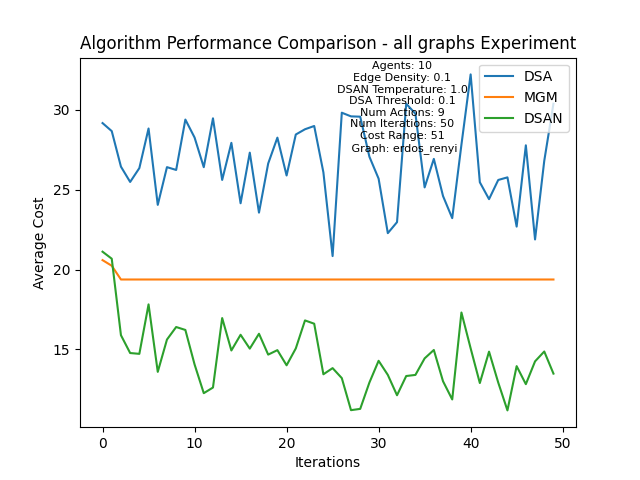 Algorithm Performance Comparison - all graphs Experiment
Agents: 10
Edge Density: 0.1
DSAN Temperature: 1.0
DSA Threshold: 0.1
Num Actions: 9
Num Iterations: 50
Cost Range: 51
Graph: erdos_renyi
DSA
MGM
DSAN
Average Cost
30
25
20
15
0
10
20
30
40
50
Iterations